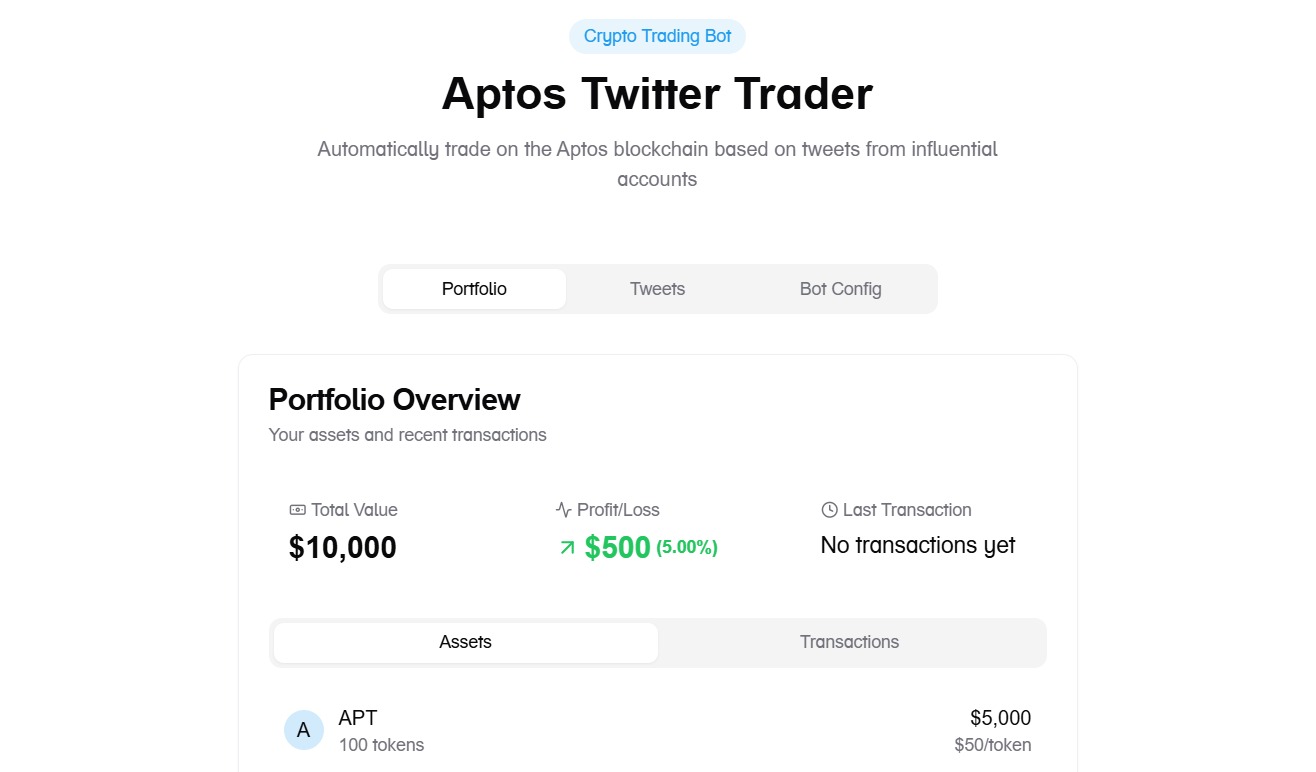 Crypto Trading Bot
Aptos Twitter Trader
Automatically trade on the Aptos blockchain based on tweets from influential
accounts
Portfolio Tweets Bot Config
Portfolio Overview
Your assets and recent transactions
Total Value Profit/Loss Last Transaction
$10,000 $500 (5.00%) No transactions yet
Assets Transactions
A APT $5,000
100 tokens $50/token